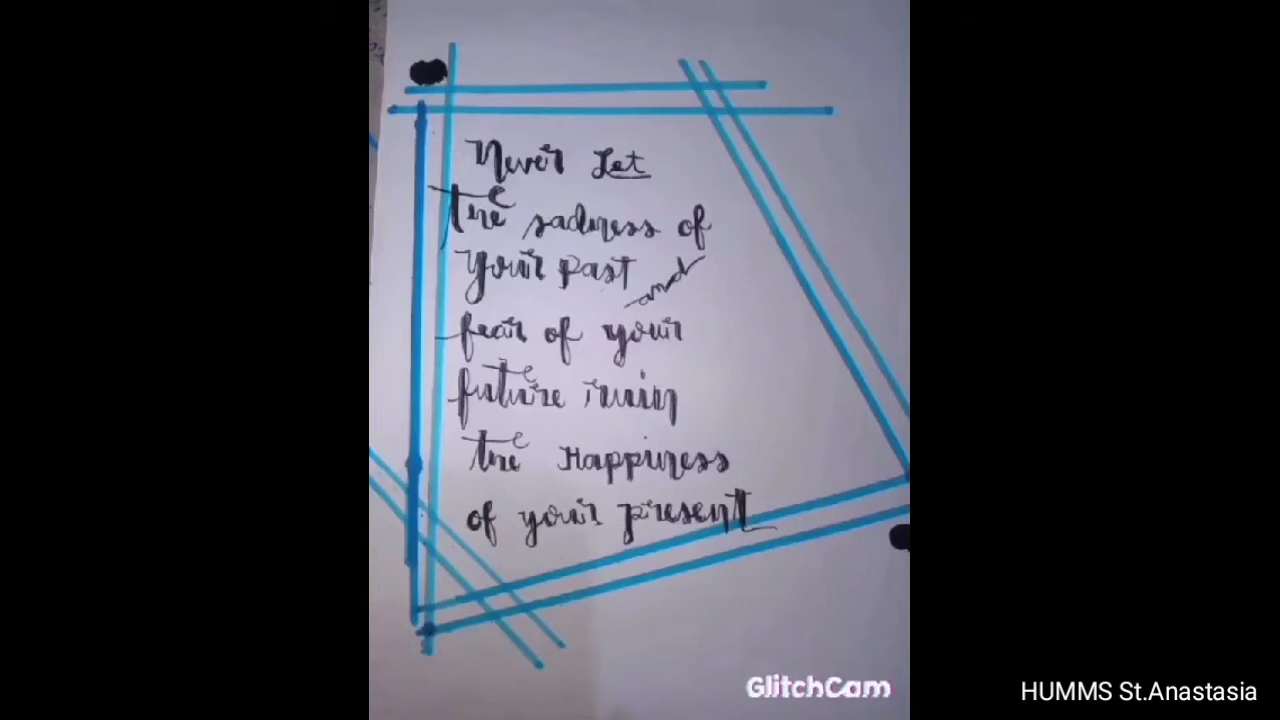 Never Let
the sadness of
your past and
fear of your
future ruin
the Happiness
of your present
GlitchCam
HUMMS St.Anastasia